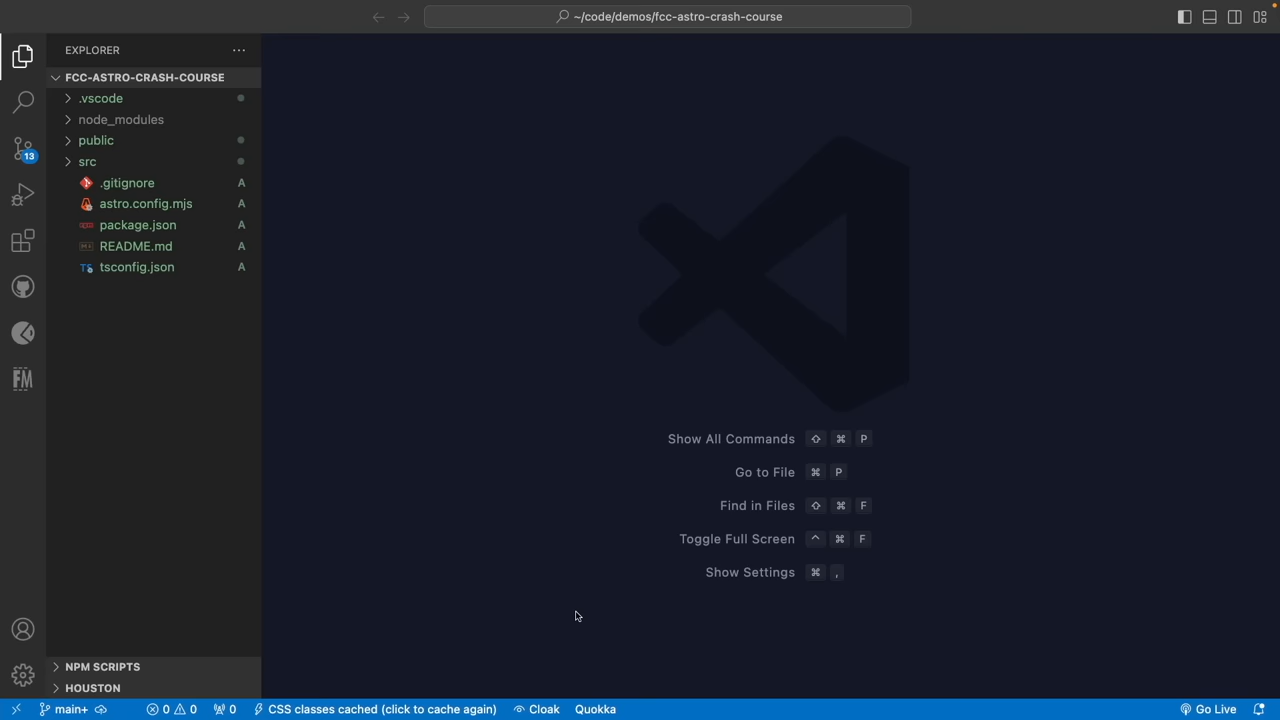 ~/code/demos/fcc-astro-crash-course
EXPLORER
FCC-ASTRO-CRASH-COURSE
.vscode
node_modules
public
src
.gitignore A
astro.config.mjs A
package.json A
README.md A
TS tsconfig.json A
13
FM
Show All Commands ⇧ ⌘ P
Go to File ⌘ P
Find in Files ⇧ ⌘ F
Toggle Full Screen ^ ⌘ F
Show Settings ⌘ ,
NPM SCRIPTS
HOUSTON
main+ 0 0 0 CSS classes cached (click to cache again) Cloak Quokka Go Live